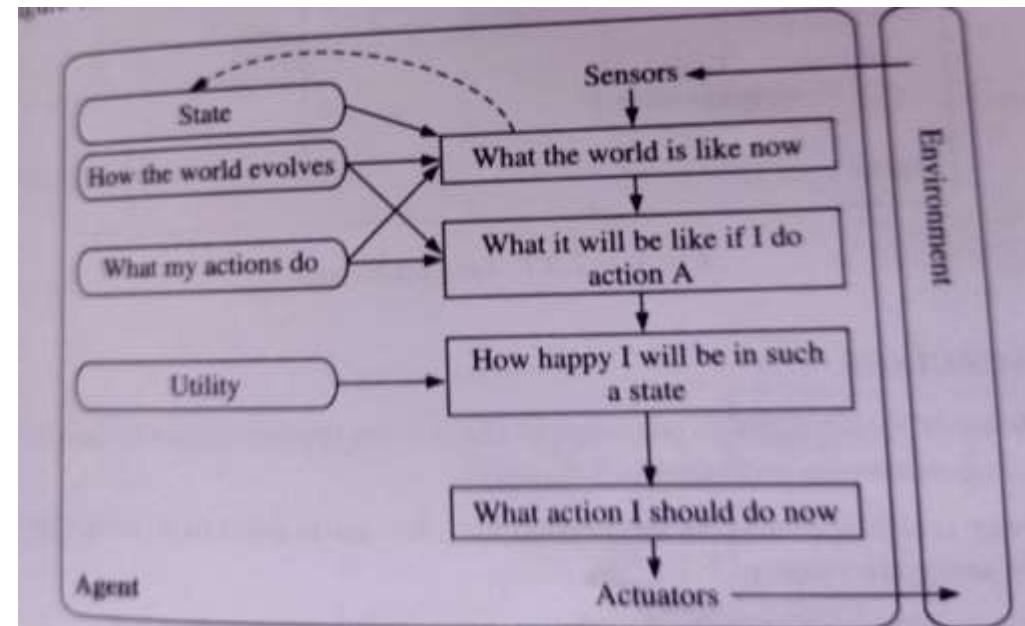 Sensors
State
What the world is like now
How the world evolves
Environment
What it will be like if I do
action A
What my actions do
How happy I will be in such
a state
Utility
What action I should do now
Agent
Actuators